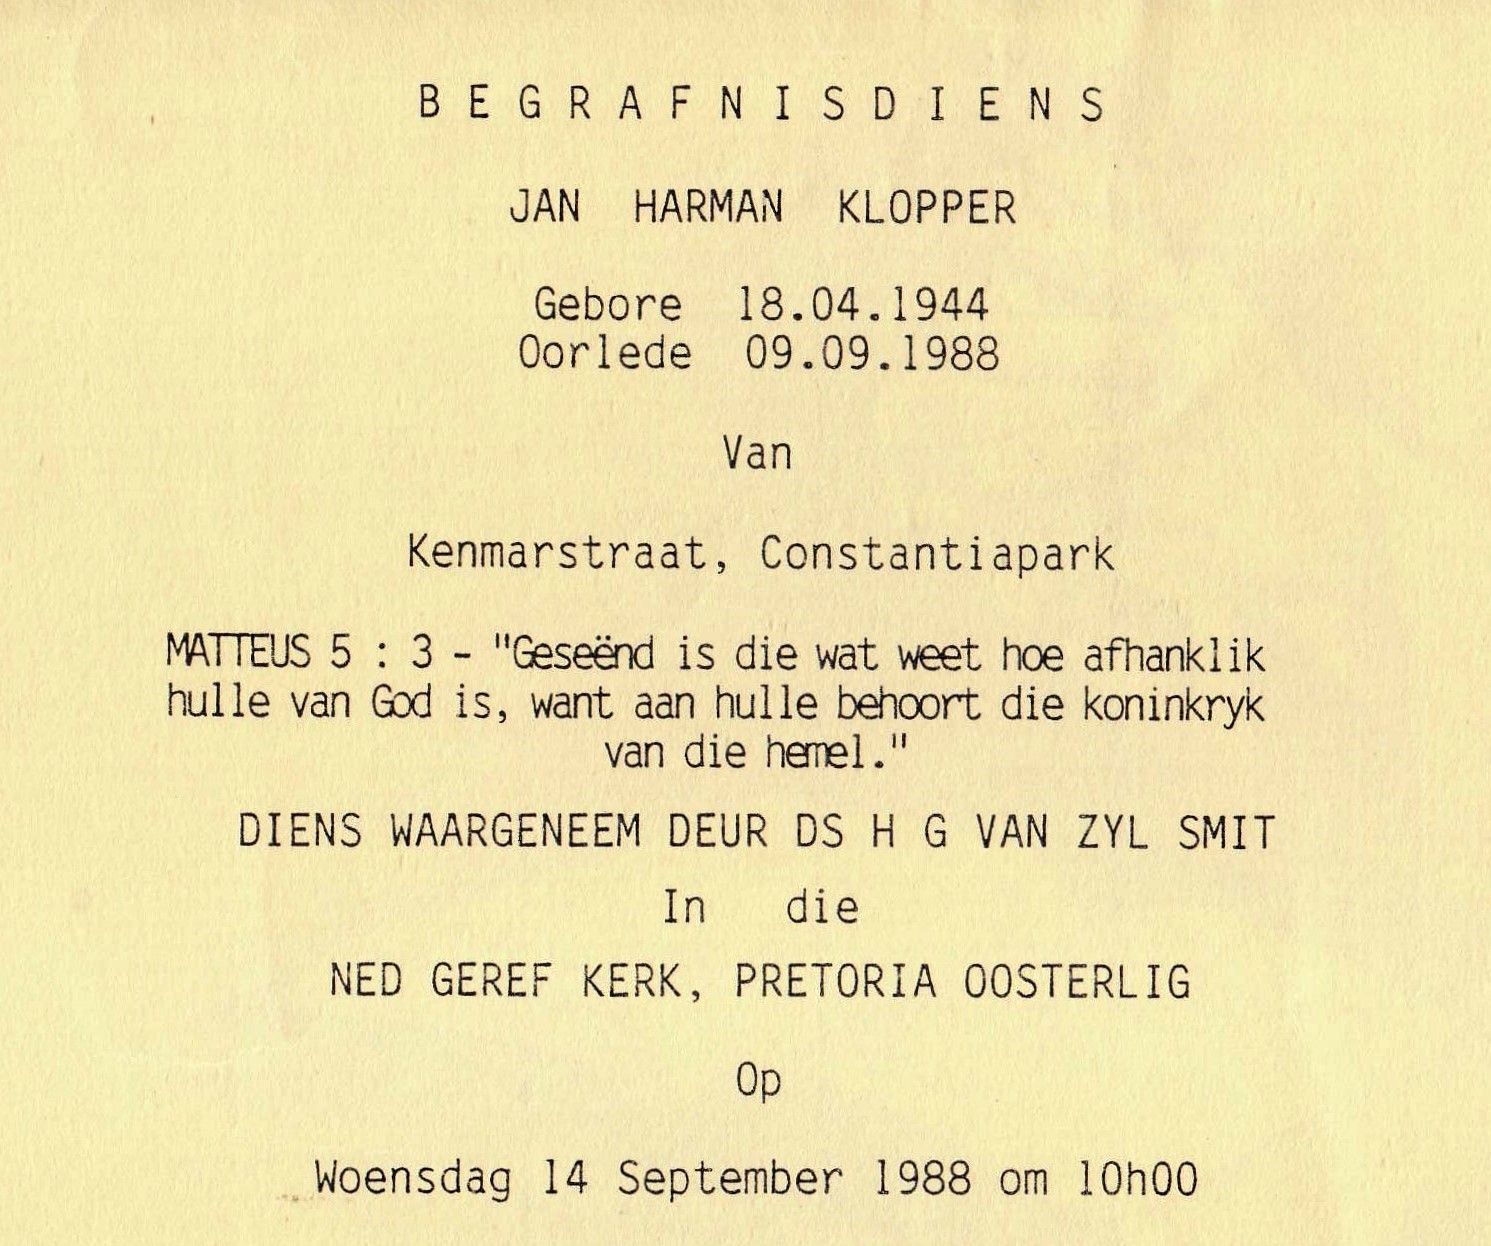 BEGRAFNISDIENS
JAN HARMAN KLOPPER
Gebore 18.04.1944
Oorlede 09.09.1988
Van
Kenmarstraat, Constantiapark
MATTEUS 5 : 3 - "Geseënd is die wat weet hoe afhanklik
hulle van God is, want aan hulle behoort die koninkryk
van die hemel."
DIENS WAARGENEEM DEUR DS H G VAN ZYL SMIT
In die
NED GEREF KERK, PRETORIA OOSTERLIG
Op
Woensdag 14 September 1988 om 10h00